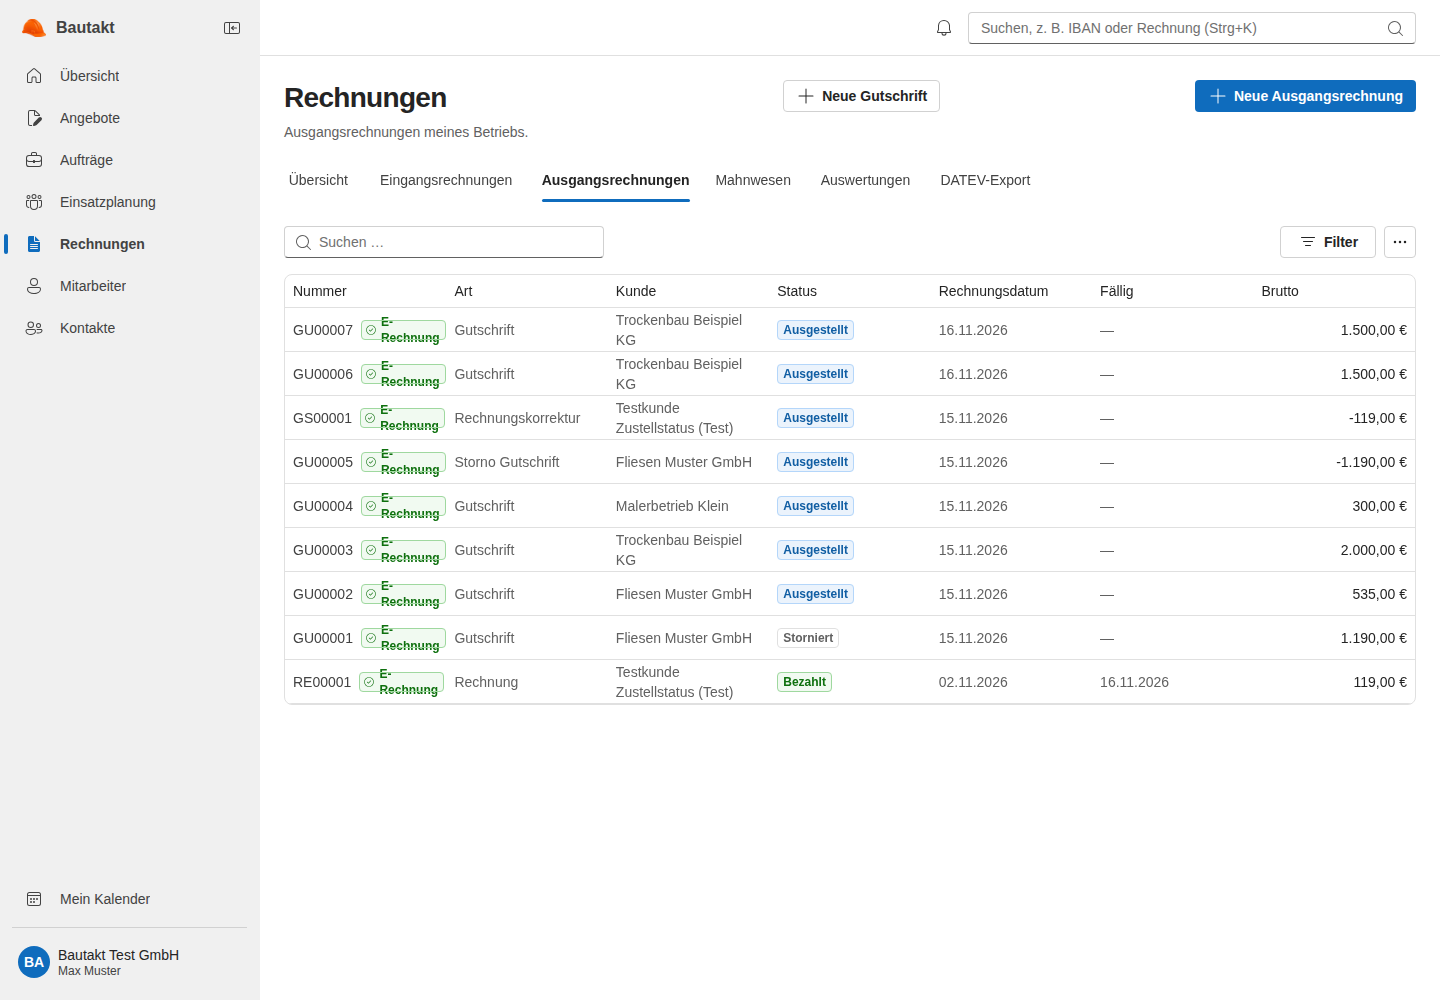 Bautakt
Suchen, z. B. IBAN oder Rechnung (Strg+K)
Übersicht
Angebote
Aufträge
Einsatzplanung
Rechnungen
Mitarbeiter
Kontakte
Mein Kalender
BA
Bautakt Test GmbH
Max Muster
Rechnungen
Neue Gutschrift
Neue Ausgangsrechnung
Ausgangsrechnungen meines Betriebs.
Übersicht Eingangsrechnungen Ausgangsrechnungen Mahnwesen Auswertungen DATEV-Export
Suchen …
Filter
Nummer Art Kunde Status Rechnungsdatum Fällig Brutto
GU00007 E-Rechnung Gutschrift Trockenbau Beispiel KG Ausgestellt 16.11.2026 — 1.500,00 €
GU00006 E-Rechnung Gutschrift Trockenbau Beispiel KG Ausgestellt 16.11.2026 — 1.500,00 €
GS00001 E-Rechnung Rechnungskorrektur Testkunde Zustellstatus (Test) Ausgestellt 15.11.2026 — -119,00 €
GU00005 E-Rechnung Storno Gutschrift Fliesen Muster GmbH Ausgestellt 15.11.2026 — -1.190,00 €
GU00004 E-Rechnung Gutschrift Malerbetrieb Klein Ausgestellt 15.11.2026 — 300,00 €
GU00003 E-Rechnung Gutschrift Trockenbau Beispiel KG Ausgestellt 15.11.2026 — 2.000,00 €
GU00002 E-Rechnung Gutschrift Fliesen Muster GmbH Ausgestellt 15.11.2026 — 535,00 €
GU00001 E-Rechnung Gutschrift Fliesen Muster GmbH Storniert 15.11.2026 — 1.190,00 €
RE00001 E-Rechnung Rechnung Testkunde Zustellstatus (Test) Bezahlt 02.11.2026 16.11.2026 119,00 €